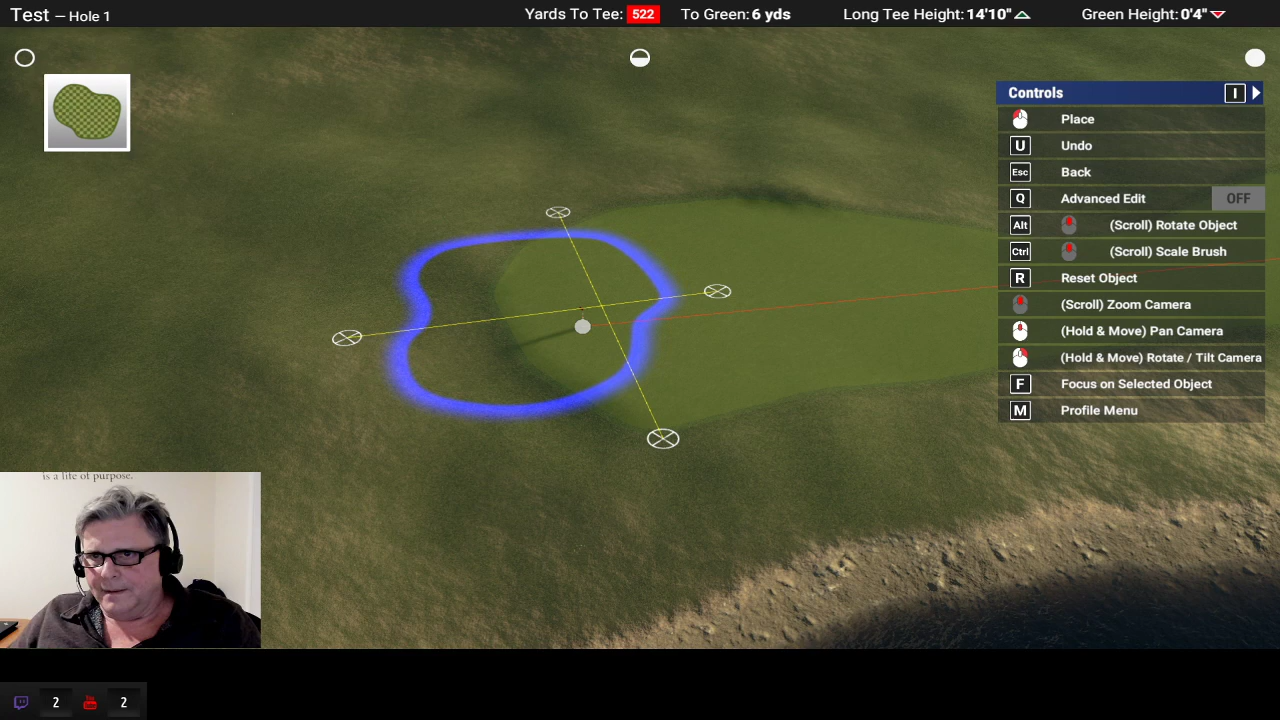 Test – Hole 1
Yards To Tee: 522 To Green: 6 yds Long Tee Height: 14'10" Green Height: 0'4"
Controls I
Place
U Undo
Esc Back
Q Advanced Edit OFF
Alt (Scroll) Rotate Object
Ctrl (Scroll) Scale Brush
R Reset Object
(Scroll) Zoom Camera
(Hold & Move) Pan Camera
(Hold & Move) Rotate / Tilt Camera
F Focus on Selected Object
M Profile Menu
is a life of purpose.
2 You Tube 2